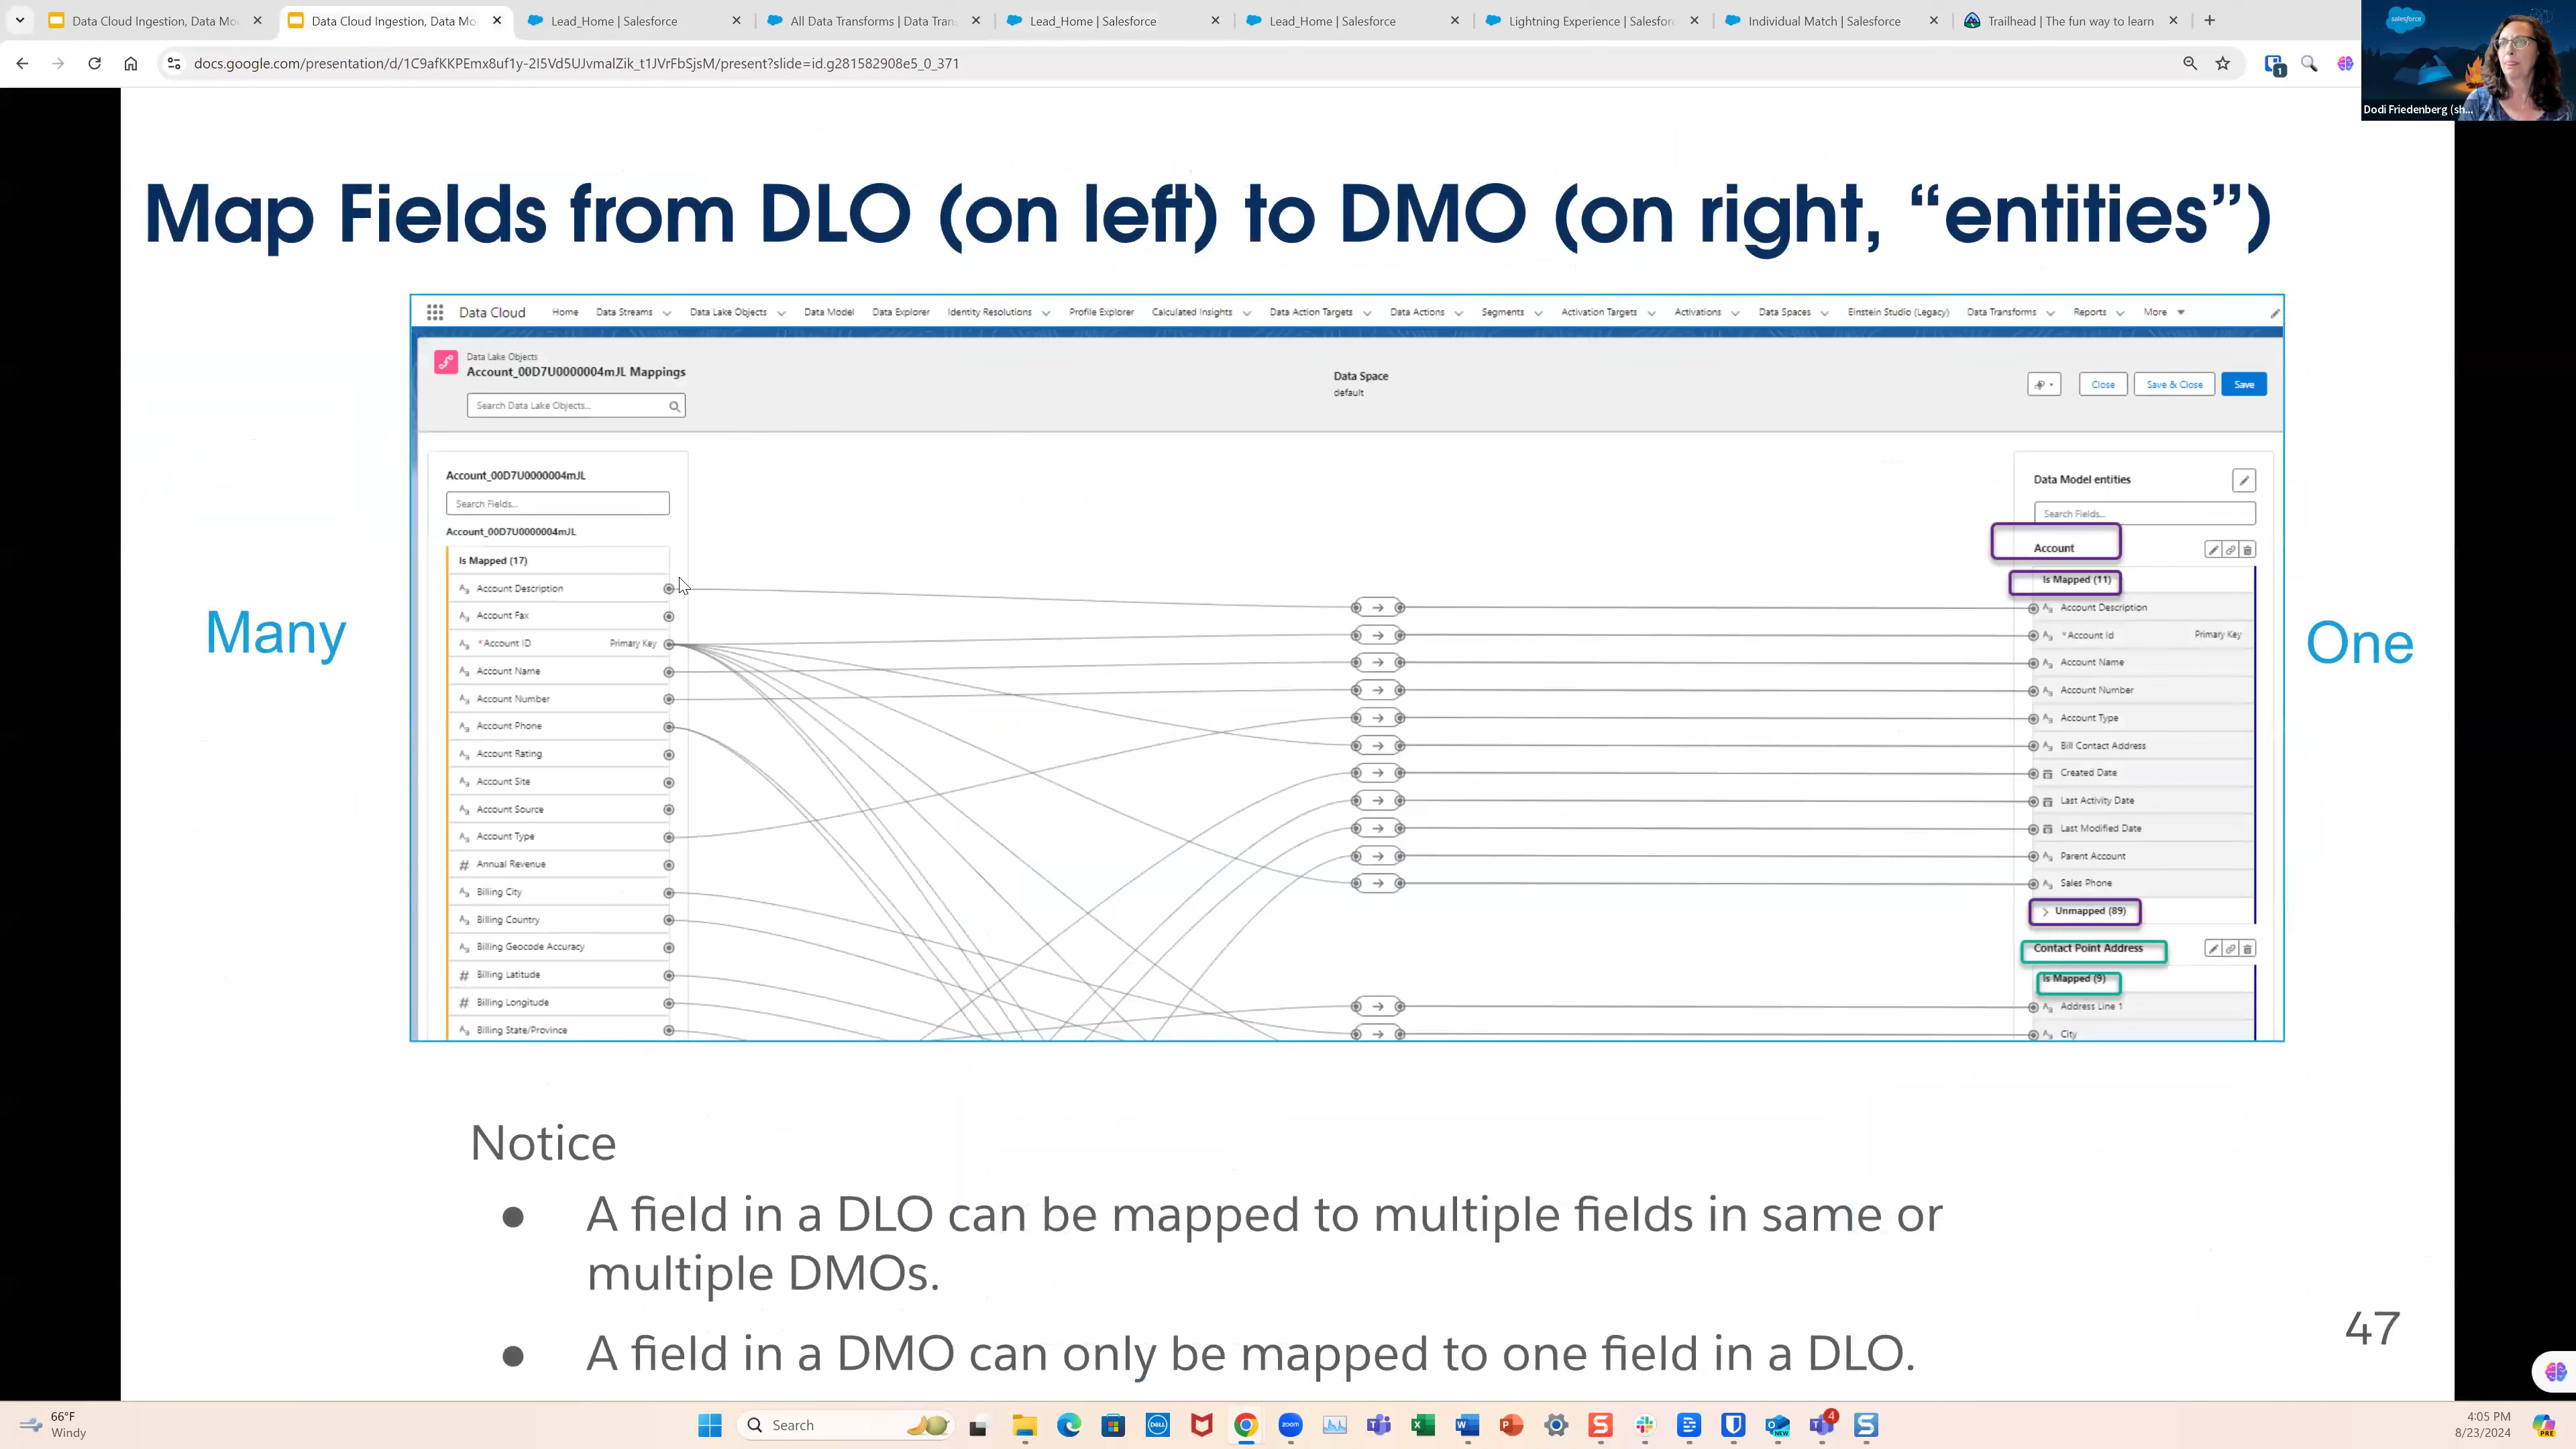 Data Cloud Ingestion, Data Mo
Data Cloud Ingestion, Data Mo
Lead_Home | Salesforce
All Data Transforms | Data Tran
Lead_Home | Salesforce
Lead_Home | Salesforce
Lightning Experience | Salesfor
Individual Match | Salesforce
Trailhead | The fun way to learn
docs.google.com/presentation/d/1C9afKKPEmx8uf1y-2I5Vd5UJvmalZik_t1JVrFbSjsM/present?slide=id.g281582908e5_0_371
1
salesforce
Dodi Friedenberg (sh...
Map Fields from DLO (on left) to DMO (on right, “entities”)
Data Cloud Home Data Streams Data Lake Objects Data Model Data Explorer Identity Resolutions Profile Explorer Calculated Insights Data Action Targets Data Actions Segments Activation Targets Activations Data Spaces Einstein Studio (Legacy) Data Transforms Reports More
Data Lake Objects
Account_00D7U0000004mJL Mappings
Search Data Lake Objects...
Data Space
default
Close
Save & Close
Save
Many
Account_00D7U0000004mJL
Search Fields...
Account_00D7U0000004mJL
Is Mapped (17)
Account Description
Account Fax
*Account ID Primary Key
Account Name
Account Number
Account Phone
Account Rating
Account Site
Account Source
Account Type
# Annual Revenue
Billing City
Billing Country
Billing Geocode Accuracy
# Billing Latitude
# Billing Longitude
Billing State/Province
Data Model entities
Search Fields...
Account
Is Mapped (11)
Account Description
*Account Id Primary Key
Account Name
Account Number
Account Type
Bill Contact Address
Created Date
Last Activity Date
Last Modified Date
Parent Account
Sales Phone
Unmapped (89)
Contact Point Address
Is Mapped (9)
Address Line 1
City
One
Notice
● A field in a DLO can be mapped to multiple fields in same or
multiple DMOs.
● A field in a DMO can only be mapped to one field in a DLO.
47
66°F
Windy
Search
DELL
zoom
4
4:05 PM
8/23/2024
PRE